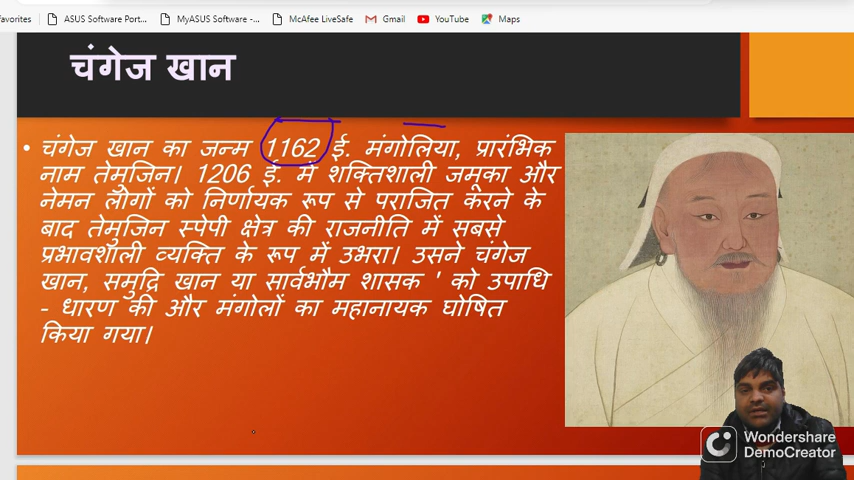 avorites
ASUS Software Port...
MyASUS Software -...
McAfee LiveSafe
Gmail
YouTube
Maps
चंगेज खान
• चंगेज खान का जन्म 1162 ई. मंगोलिया, प्रारंभिक
नाम तेमुजिन। 1206 ई. में शक्तिशाली जमूका और
नेमन लोगों को निर्णायक रूप से पराजित करने के
बाद तेमुजिन स्पेपी क्षेत्र की राजनीति में सबसे
प्रभावशाली व्यक्ति के रूप में उभरा। उसने चंगेज
खान, समुद्रि खान या सार्वभौम शासक ' को उपाधि
- धारण की और मंगोलों का महानायक घोषित
किया गया।
Wondershare
DemoCreator